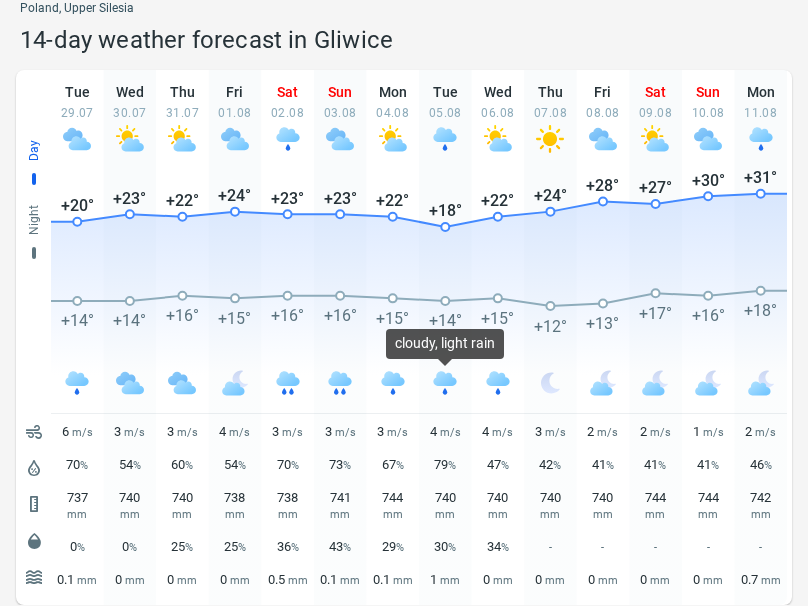 Poland, Upper Silesia
14-day weather forecast in Gliwice
Tue Wed Thu Fri Sat Sun Mon Tue Wed Thu Fri Sat Sun Mon
29.07 30.07 31.07 01.08 02.08 03.08 04.08 05.08 06.08 07.08 08.08 09.08 10.08 11.08
Day
+20° +23° +22° +24° +23° +23° +22° +18° +22° +24° +28° +27° +30° +31°
Night
+14° +14° +16° +15° +16° +16° +15° +14° +15° +12° +13° +17° +16° +18°
cloudy, light rain
6 m/s 3 m/s 3 m/s 4 m/s 3 m/s 3 m/s 3 m/s 4 m/s 4 m/s 3 m/s 2 m/s 2 m/s 1 m/s 2 m/s
70% 54% 60% 54% 70% 73% 67% 79% 47% 42% 41% 41% 41% 46%
737 740 740 738 738 741 744 740 740 740 740 744 744 742
mm mm mm mm mm mm mm mm mm mm mm mm mm mm
0% 0% 25% 25% 36% 43% 29% 30% 34% - - - - -
0.1 mm 0 mm 0 mm 0 mm 0.5 mm 0.1 mm 0.1 mm 1 mm 0 mm 0 mm 0 mm 0 mm 0 mm 0.7 mm